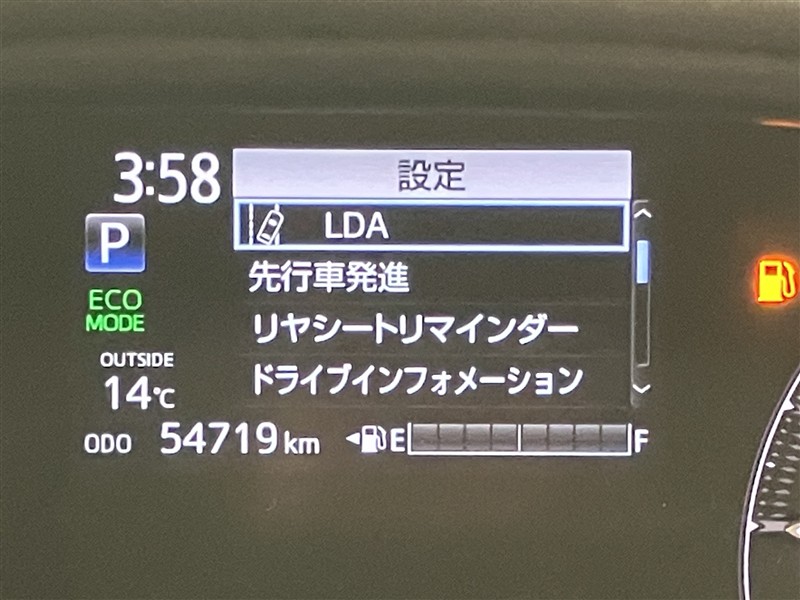 3:58
設定
P
LDA
先行車発進
ECO
MODE
リヤシートリマインダー
OUTSIDE
14℃
ドライブインフォメーション
ODO 54719 km
E F